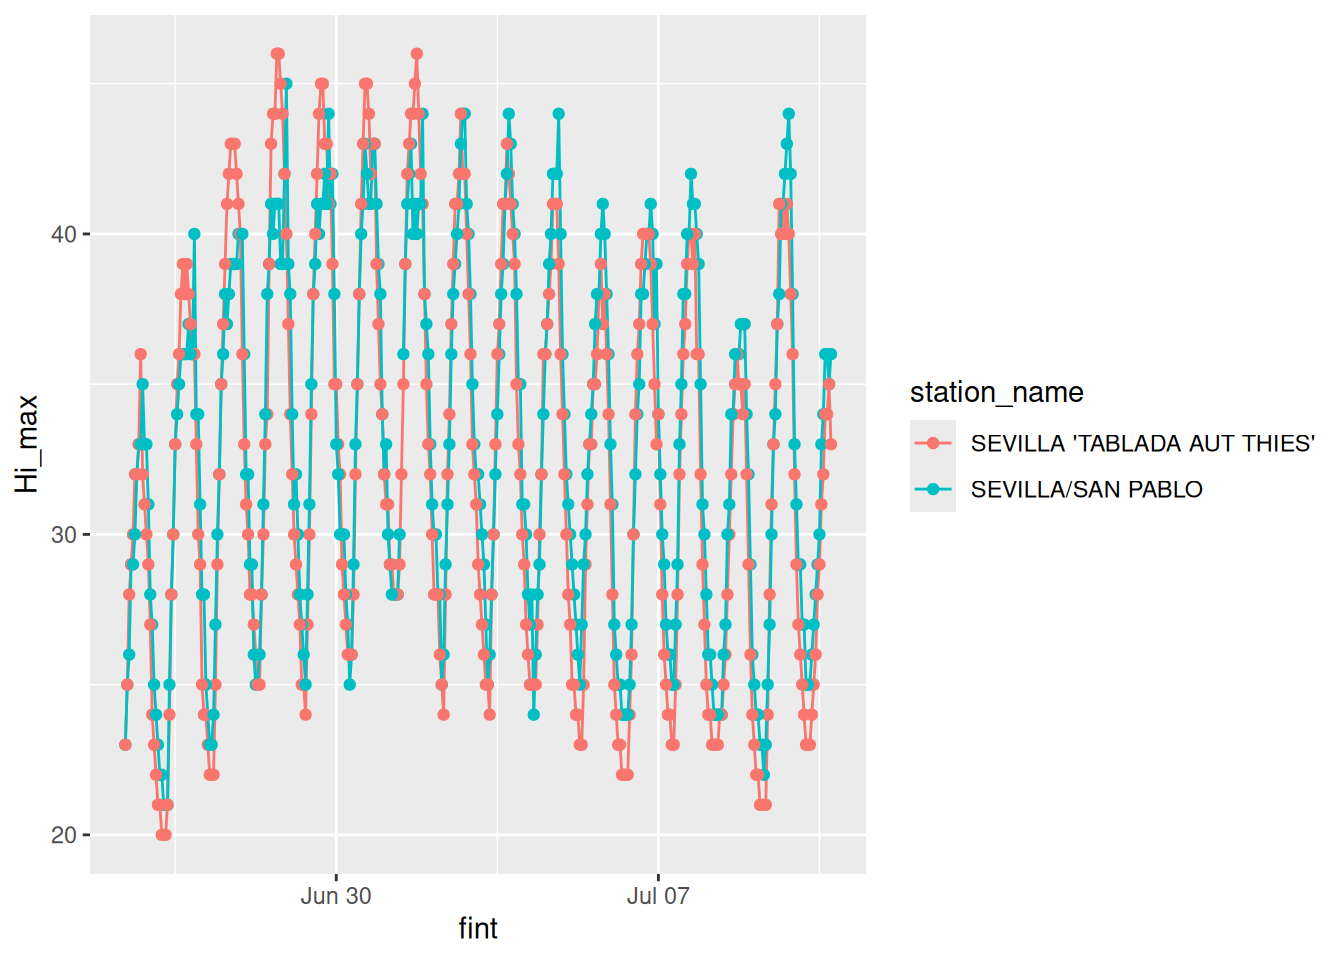 Hi_max
40
30
20
Jun 30
Jul 07
fint
station_name
SEVILLA 'TABLADA AUT THIES'
SEVILLA/SAN PABLO